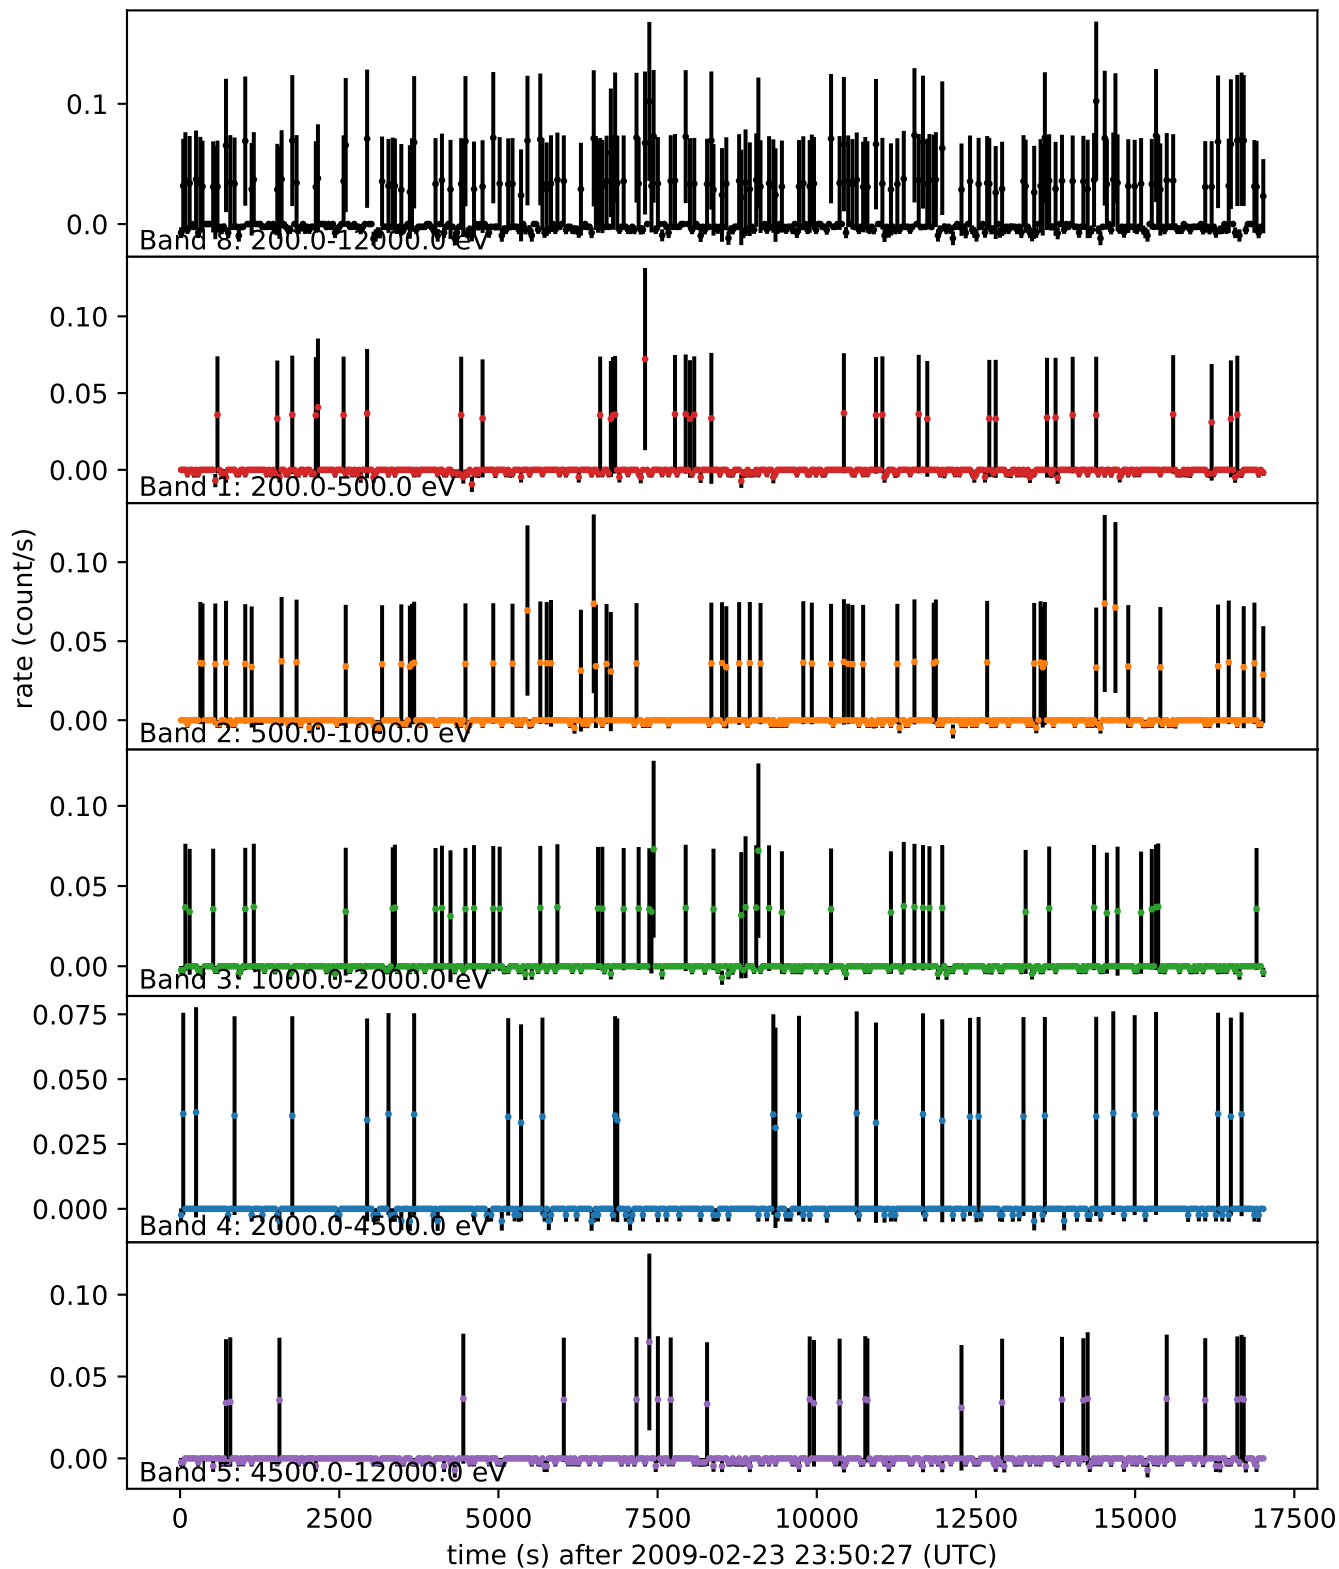 0.1
0.0
Band 8: 200.0-12000.0 eV
0.10
0.05
0.00
Band 1: 200.0-500.0 eV
rate (count/s)
0.10
0.05
0.00
Band 2: 500.0-1000.0 eV
0.10
0.05
0.00
Band 3: 1000.0-2000.0 eV
0.075
0.050
0.025
0.000
Band 4: 2000.0-4500.0 eV
0.10
0.05
0.00
Band 5: 4500.0-12000.0 eV
0 2500 5000 7500 10000 12500 15000 17500
time (s) after 2009-02-23 23:50:27 (UTC)